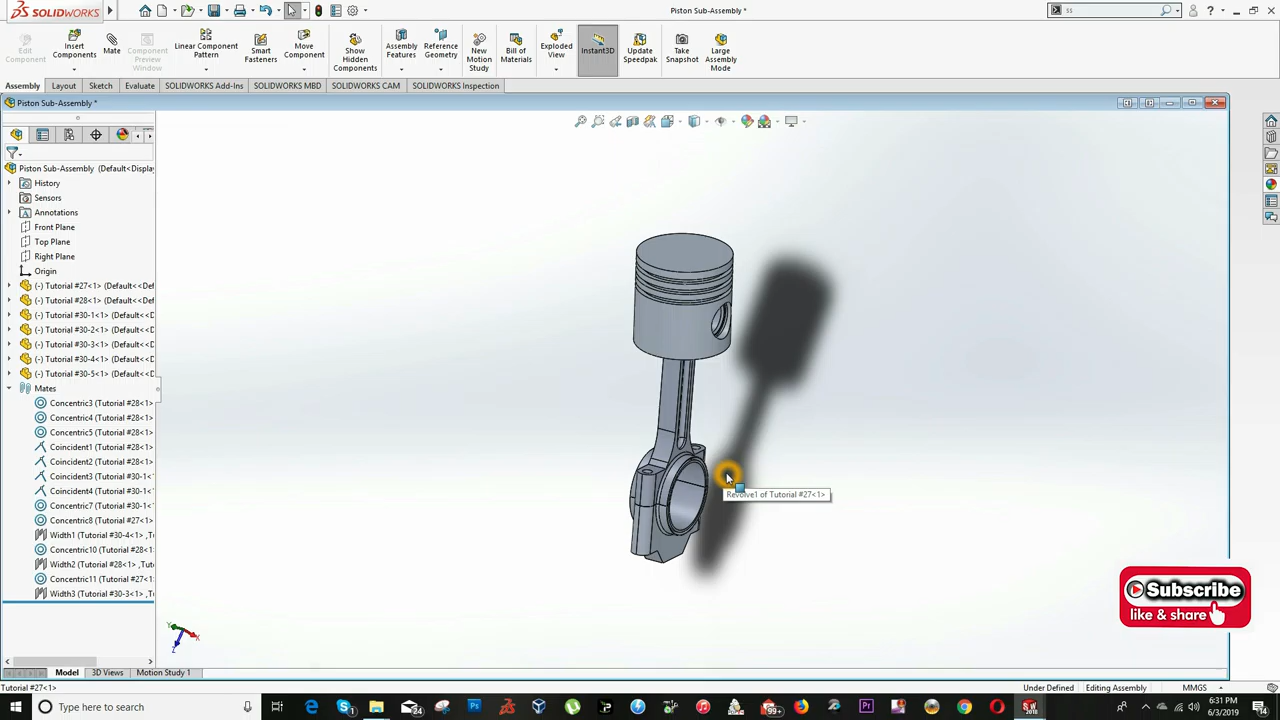 SOLIDWORKS
Piston Sub-Assembly *
ss
Edit Component
Insert Components
Mate
Component Preview Window
Linear Component Pattern
Smart Fasteners
Move Component
Show Hidden Components
Assembly Features
Reference Geometry
New Motion Study
Bill of Materials
Exploded View
Instant3D
Update Speedpak
Take Snapshot
Large Assembly Mode
Assembly
Layout
Sketch
Evaluate
SOLIDWORKS Add-Ins
SOLIDWORKS MBD
SOLIDWORKS CAM
SOLIDWORKS Inspection
Piston Sub-Assembly *
Piston Sub-Assembly (Default<Display
History
Sensors
Annotations
Front Plane
Top Plane
Right Plane
Origin
(-) Tutorial #27<1> (Default<<Def
(-) Tutorial #28<1> (Default<<Def
(-) Tutorial #30-1<1> (Default<<D
(-) Tutorial #30-2<1> (Default<<D
(-) Tutorial #30-3<1> (Default<<D
(-) Tutorial #30-4<1> (Default<<D
(-) Tutorial #30-5<1> (Default<<D
Mates
Concentric3 (Tutorial #28<1>
Concentric4 (Tutorial #28<1>
Concentric5 (Tutorial #28<1>
Coincident1 (Tutorial #28<1>
Coincident2 (Tutorial #28<1>
Coincident3 (Tutorial #30-1<
Coincident4 (Tutorial #30-1<
Concentric7 (Tutorial #28<1>
Concentric8 (Tutorial #27<1>
Width1 (Tutorial #30-4<1> ,Tu
Concentric10 (Tutorial #28<1
Width2 (Tutorial #28<1> ,Tuto
Concentric11 (Tutorial #27<1
Width3 (Tutorial #30-3<1> ,Tu
Revolve1 of Tutorial #27<1>
Subscribe
like & share
Y
X
Z
Model
3D Views
Motion Study 1
Tutorial #27<1>
Under Defined
Editing Assembly
MMGS
Type here to search
24
99+
6:31 PM
6/3/2019